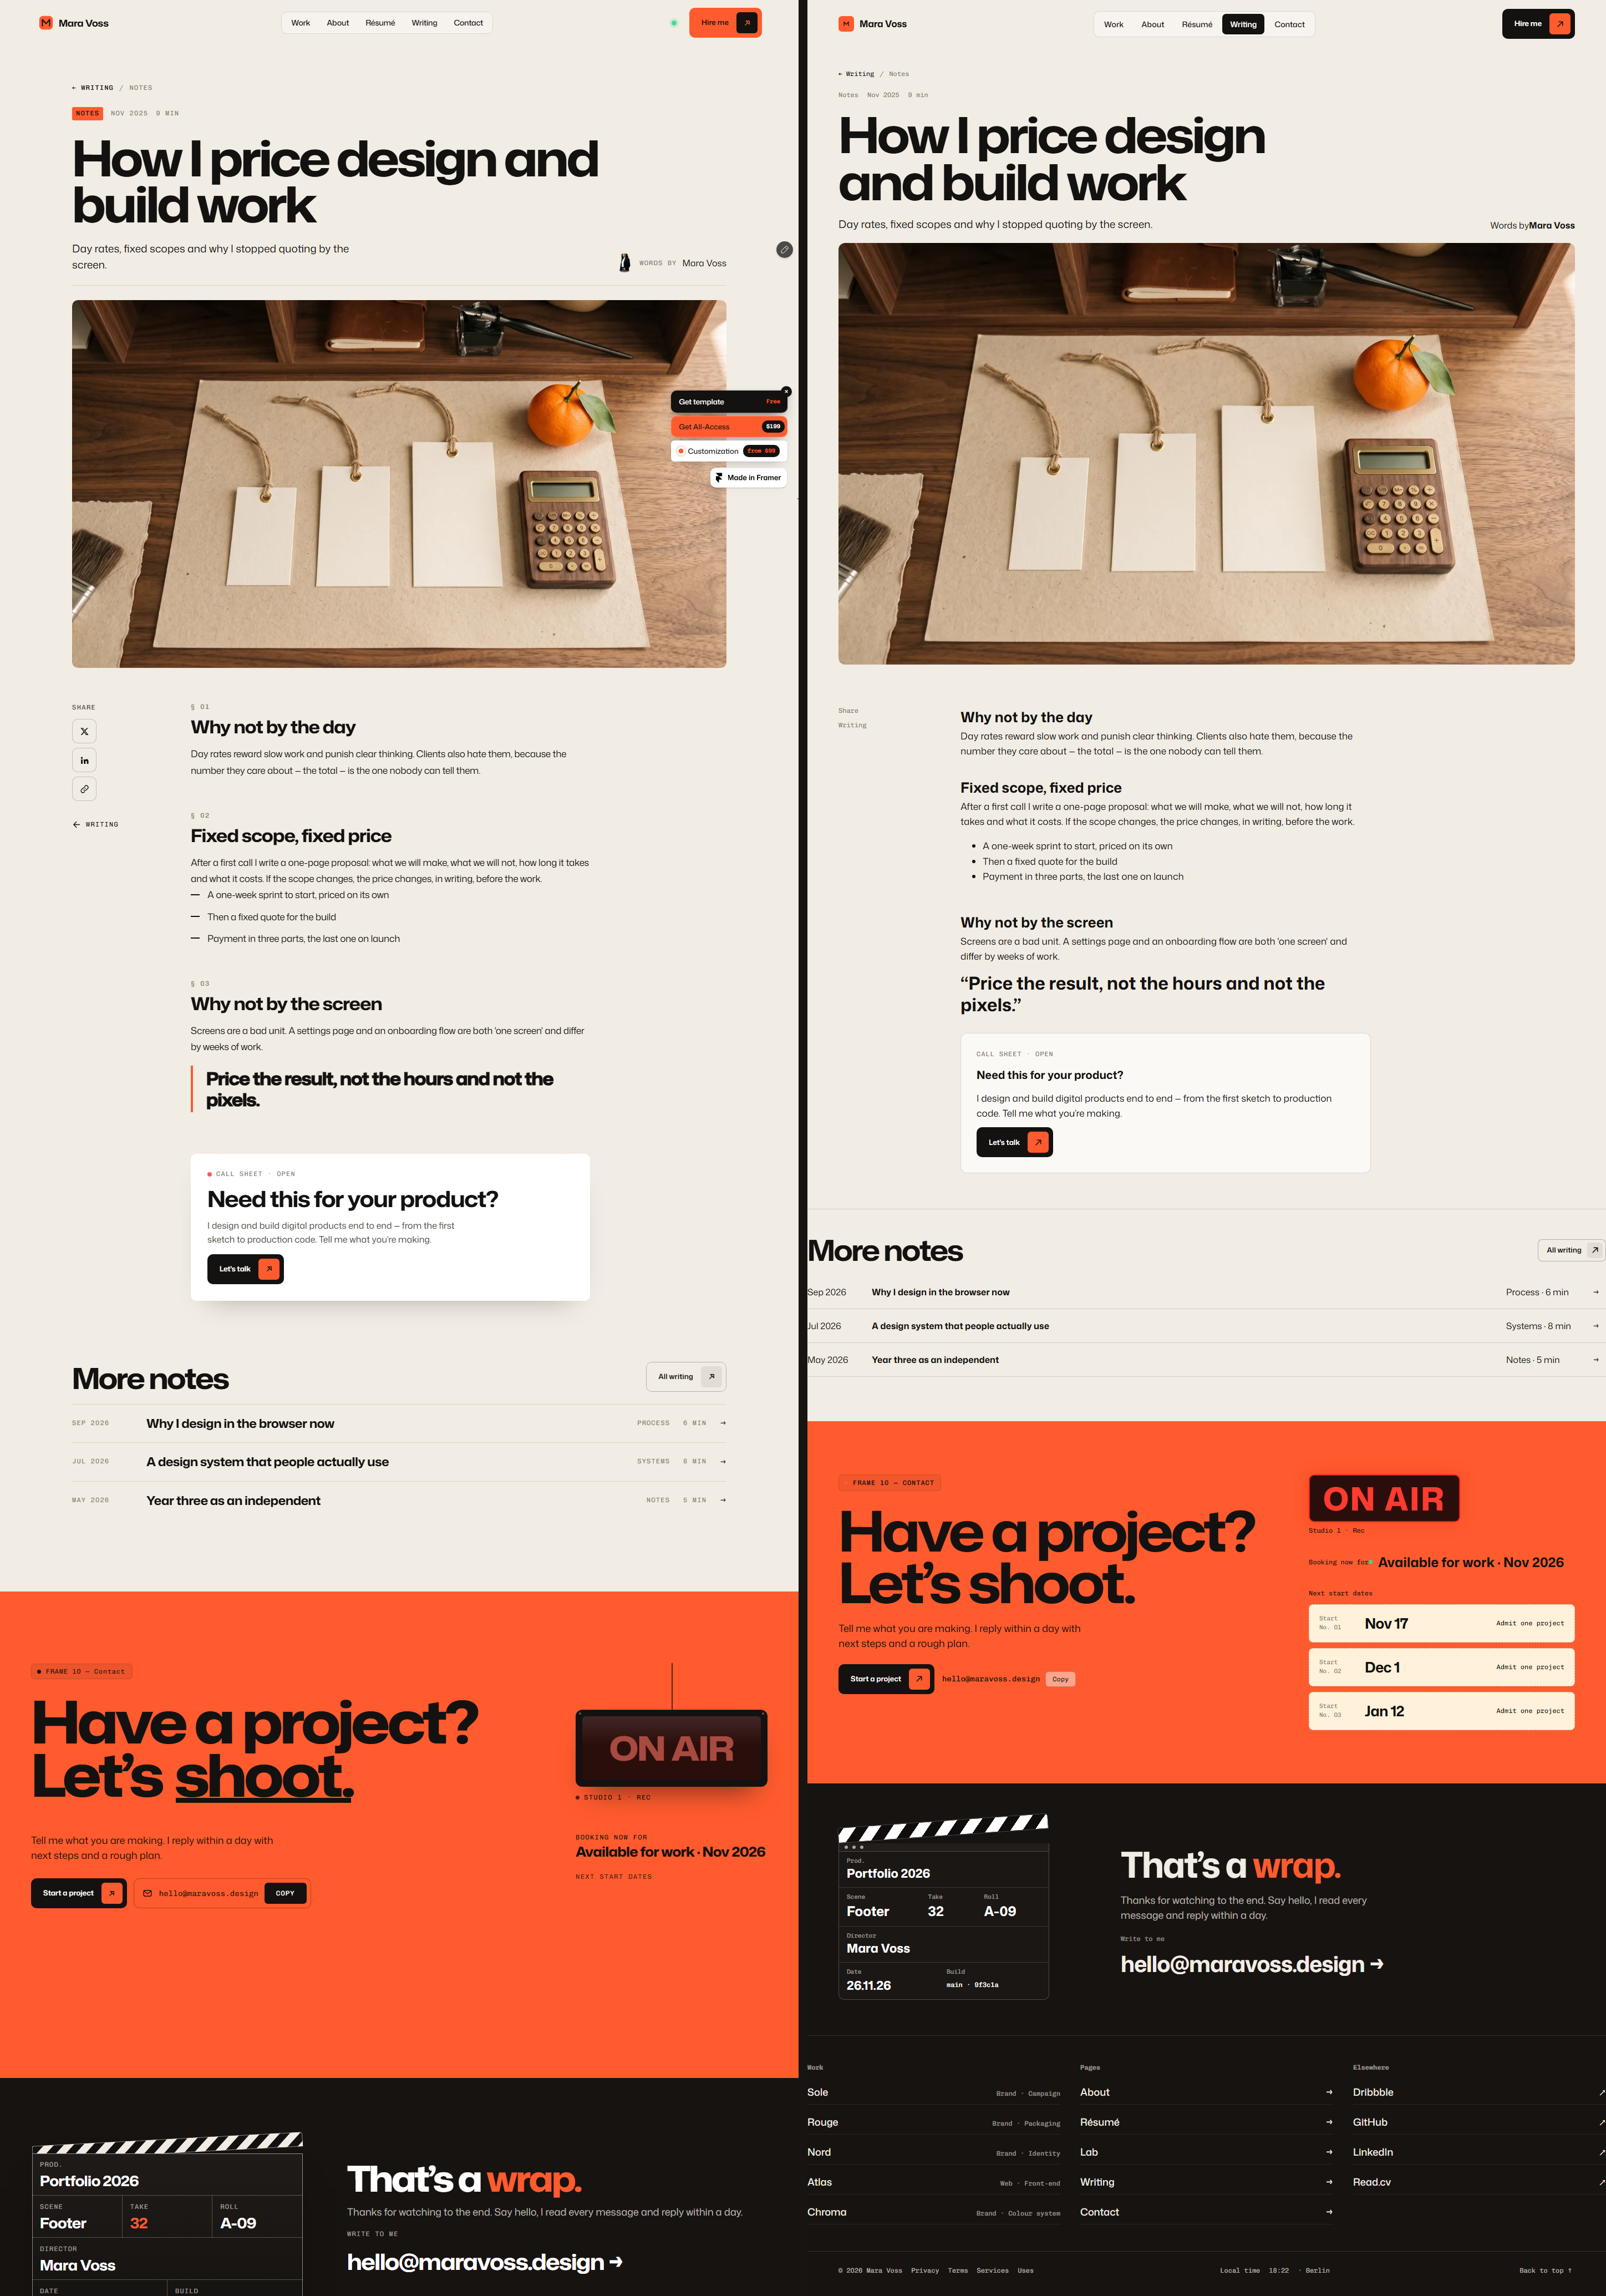 Mara Voss
Work About Résumé Writing Contact
Hire me
← WRITING / NOTES
NOTES NOV 2025 9 MIN
How I price design and
build work
Day rates, fixed scopes and why I stopped quoting by the
screen.
WORDS BY Mara Voss
Get template Free
Get All-Access $199
Customization from $99
Made in Framer
SHARE
← WRITING
§ 01
Why not by the day
Day rates reward slow work and punish clear thinking. Clients also hate them, because the
number they care about – the total – is the one nobody can tell them.
§ 02
Fixed scope, fixed price
After a first call I write a one-page proposal: what we will make, what we will not, how long it takes
and what it costs. If the scope changes, the price changes, in writing, before the work.
A one-week sprint to start, priced on its own
Then a fixed quote for the build
Payment in three parts, the last one on launch
§ 03
Why not by the screen
Screens are a bad unit. A settings page and an onboarding flow are both 'one screen' and differ
by weeks of work.
Price the result, not the hours and not the
pixels.
CALL SHEET · OPEN
Need this for your product?
I design and build digital products end to end – from the first
sketch to production code. Tell me what you're making.
Let's talk
More notes
All writing
SEP 2026 Why I design in the browser now PROCESS 6 MIN →
JUL 2026 A design system that people actually use SYSTEMS 8 MIN →
MAY 2026 Year three as an independent NOTES 5 MIN →
FRAME 10 — Contact
Have a project?
Let's shoot.
Tell me what you are making. I reply within a day with
next steps and a rough plan.
Start a project
hello@maravoss.design COPY
ON AIR
STUDIO 1 · REC
BOOKING NOW FOR
Available for work · Nov 2026
NEXT START DATES
PROD.
Portfolio 2026
SCENE TAKE ROLL
Footer 32 A-09
DIRECTOR
Mara Voss
DATE BUILD
That's a wrap.
Thanks for watching to the end. Say hello, I read every message and reply within a day.
WRITE TO ME
hello@maravoss.design →
Mara Voss
Work About Résumé Writing Contact
Hire me
← Writing / Notes
Notes Nov 2025 9 min
How I price design
and build work
Day rates, fixed scopes and why I stopped quoting by the screen.
Words byMara Voss
Share
Writing
Why not by the day
Day rates reward slow work and punish clear thinking. Clients also hate them, because the
number they care about – the total – is the one nobody can tell them.
Fixed scope, fixed price
After a first call I write a one-page proposal: what we will make, what we will not, how long it
takes and what it costs. If the scope changes, the price changes, in writing, before the work.
• A one-week sprint to start, priced on its own
• Then a fixed quote for the build
• Payment in three parts, the last one on launch
Why not by the screen
Screens are a bad unit. A settings page and an onboarding flow are both 'one screen' and
differ by weeks of work.
“Price the result, not the hours and not the
pixels.”
CALL SHEET · OPEN
Need this for your product?
I design and build digital products end to end – from the first sketch to production
code. Tell me what you're making.
Let's talk
More notes
All writing
Sep 2026 Why I design in the browser now Process · 6 min →
Jul 2026 A design system that people actually use Systems · 8 min →
May 2026 Year three as an independent Notes · 5 min →
FRAME 10 — CONTACT
Have a project?
Let's shoot.
Tell me what you are making. I reply within a day with
next steps and a rough plan.
Start a project
hello@maravoss.design Copy
ON AIR
Studio 1 · Rec
Booking now for Available for work · Nov 2026
Next start dates
Start
No. 01
Nov 17
Admit one project
Start
No. 02
Dec 1
Admit one project
Start
No. 03
Jan 12
Admit one project
Prod.
Portfolio 2026
Scene Take Roll
Footer 32 A-09
Director
Mara Voss
Date Build
26.11.26 main · 9f3c1a
That's a wrap.
Thanks for watching to the end. Say hello, I read every
message and reply within a day.
Write to me
hello@maravoss.design →
Work
Sole Brand · Campaign
Rouge Brand · Packaging
Nord Brand · Identity
Atlas Web · Front-end
Chroma Brand · Colour system
Pages
About →
Résumé →
Lab →
Writing →
Contact →
Elsewhere
Dribbble ↗
GitHub ↗
LinkedIn ↗
Read.cv ↗
© 2026 Mara Voss Privacy Terms Services Uses
Local time 18:22 · Berlin
Back to top ↑